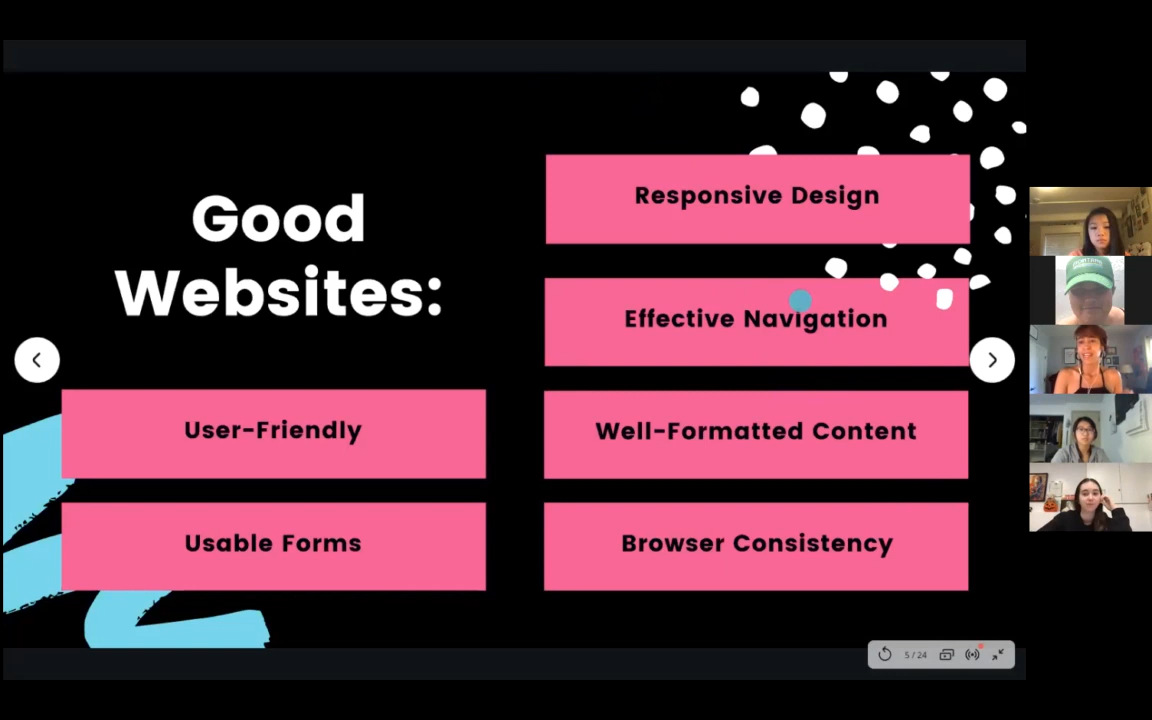 Good
Websites:
User-Friendly
Usable Forms
Responsive Design
Effective Navigation
Well-Formatted Content
Browser Consistency
5 / 24